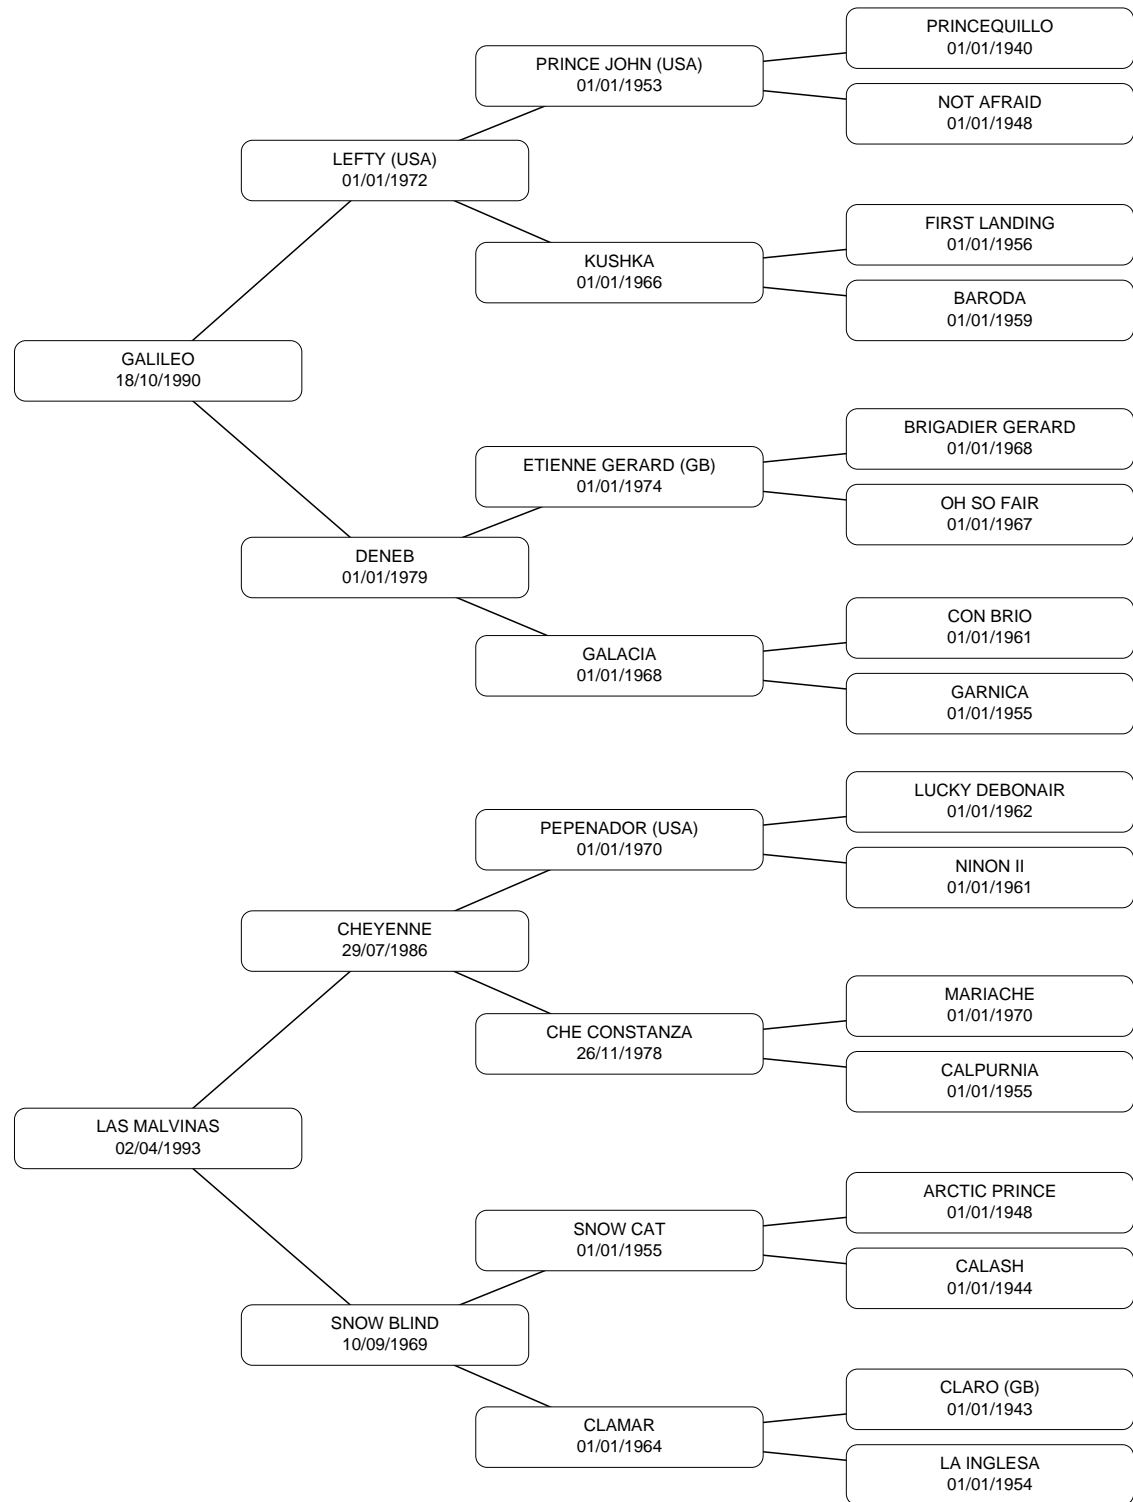 PRINCEQUILLO
01/01/1940
PRINCE JOHN (USA)
01/01/1953
NOT AFRAID
01/01/1948
LEFTY (USA)
01/01/1972
FIRST LANDING
01/01/1956
KUSHKA
01/01/1966
BARODA
01/01/1959
GALILEO
18/10/1990
BRIGADIER GERARD
01/01/1968
ETIENNE GERARD (GB)
01/01/1974
OH SO FAIR
01/01/1967
DENEB
01/01/1979
CON BRIO
01/01/1961
GALACIA
01/01/1968
GARNICA
01/01/1955
LUCKY DEBONAIR
01/01/1962
PEPENADOR (USA)
01/01/1970
NINON II
01/01/1961
CHEYENNE
29/07/1986
MARIACHE
01/01/1970
CHE CONSTANZA
26/11/1978
CALPURNIA
01/01/1955
LAS MALVINAS
02/04/1993
ARCTIC PRINCE
01/01/1948
SNOW CAT
01/01/1955
CALASH
01/01/1944
SNOW BLIND
10/09/1969
CLARO (GB)
01/01/1943
CLAMAR
01/01/1964
LA INGLESA
01/01/1954